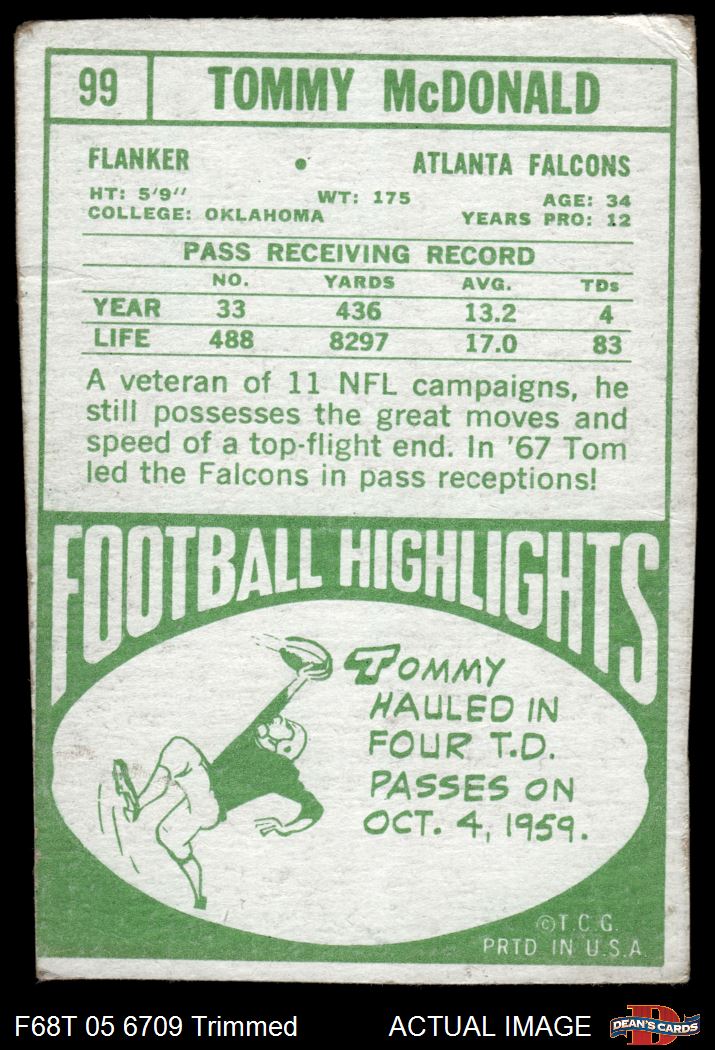 99 TOMMY McDONALD
FLANKER • ATLANTA FALCONS
HT: 5'9" WT: 175 AGE: 34
COLLEGE: OKLAHOMA YEARS PRO: 12
PASS RECEIVING RECORD
NO. YARDS AVG. TDs
YEAR 33 436 13.2 4
LIFE 488 8297 17.0 83
A veteran of 11 NFL campaigns, he
still possesses the great moves and
speed of a top-flight end. In '67 Tom
led the Falcons in pass receptions!
FOOTBALL HIGHLIGHTS
TOMMY
HAULED IN
FOUR T.D.
PASSES ON
OCT. 4, 1959.
©T.C.G.
PRTD IN U.S.A.
F68T 05 6709 Trimmed ACTUAL IMAGE D DEAN'S CARDS